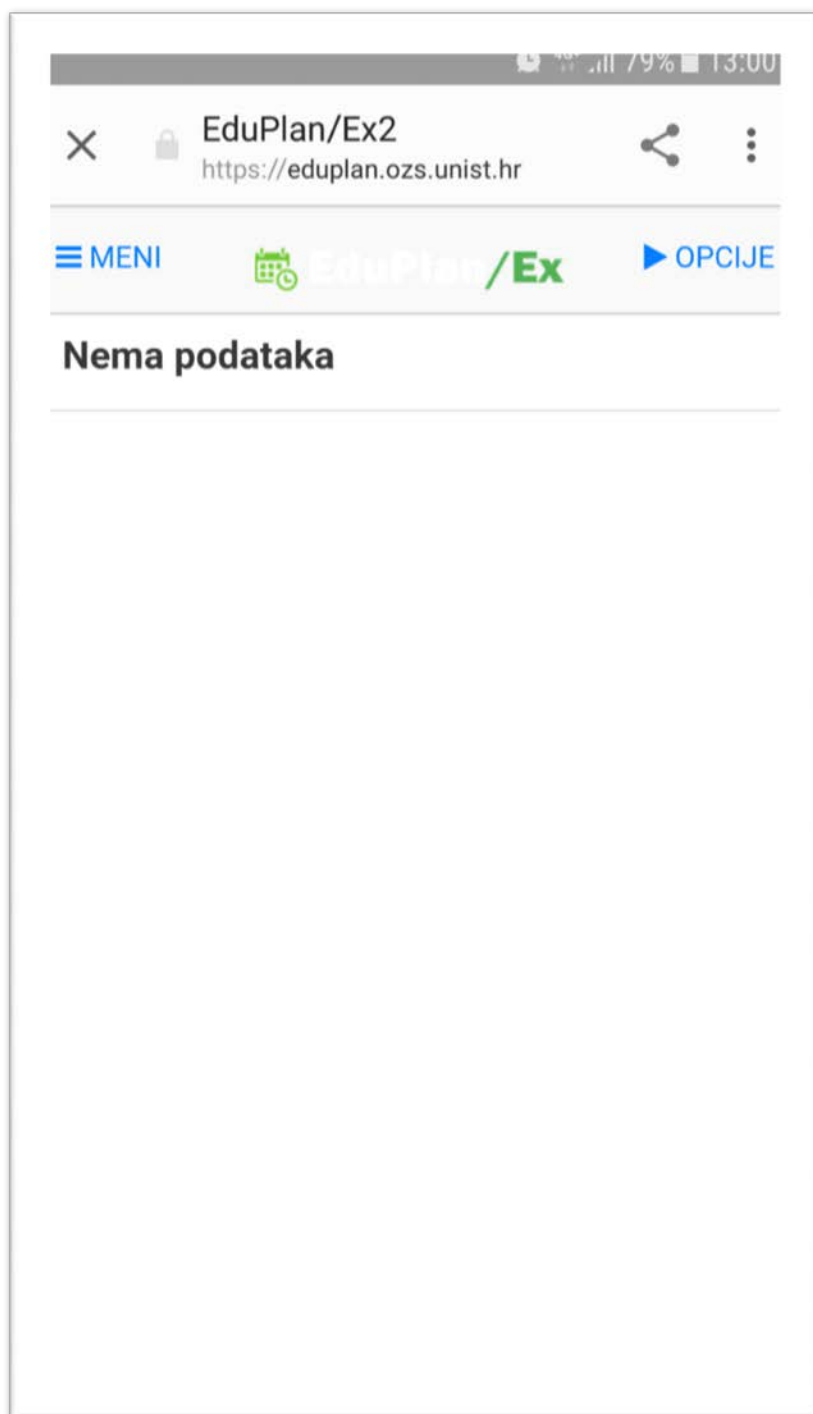 79% 13:00
EduPlan/Ex2
https://eduplan.ozs.unist.hr
MENI
EduPlan/Ex
OPCIJE
Nema podataka